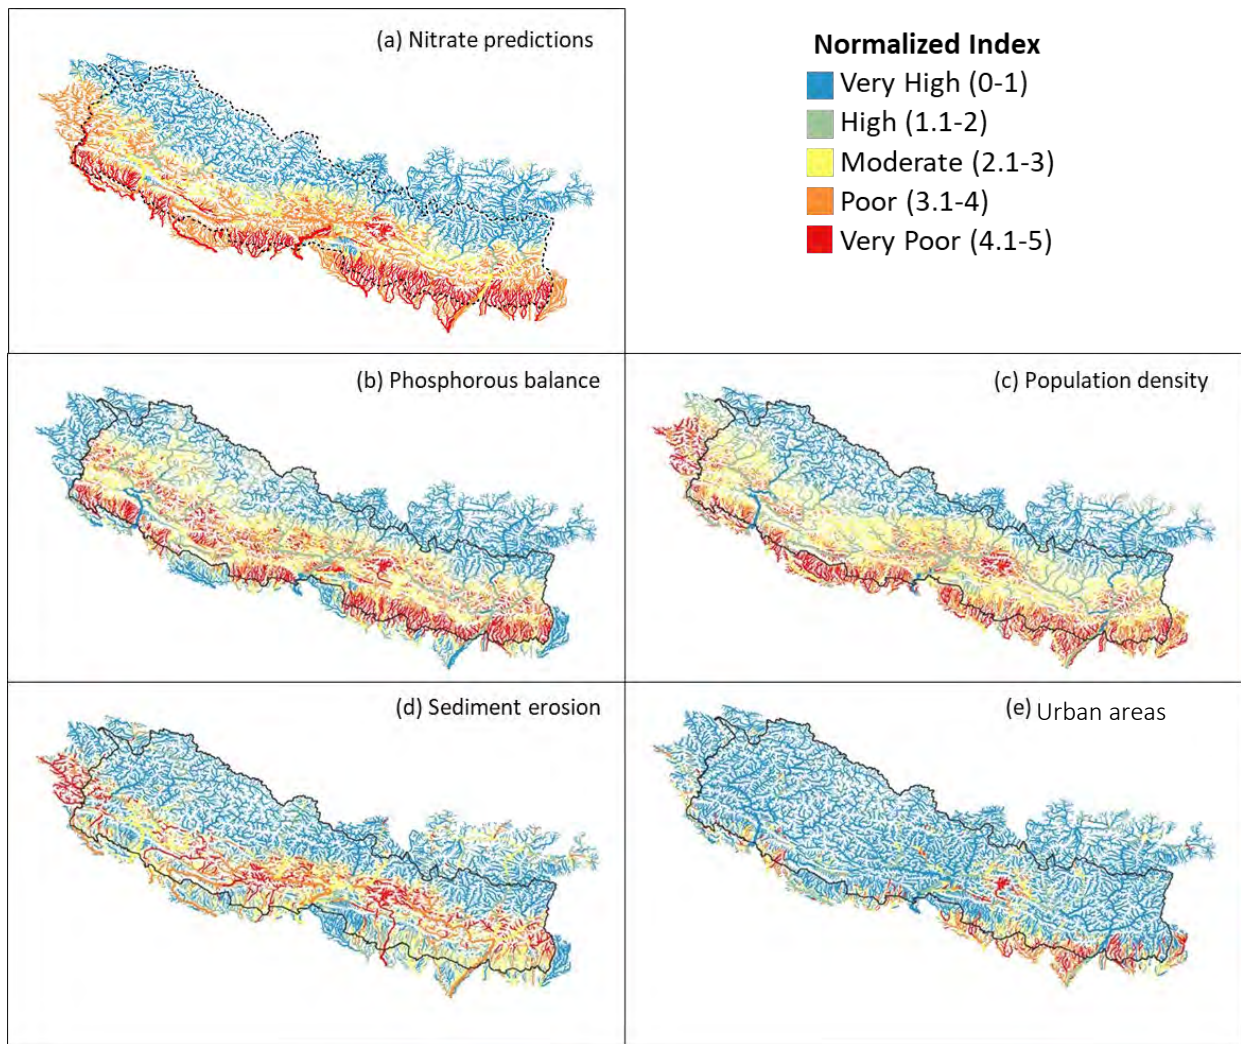 (a) Nitrate predictions
Normalized Index
Very High (0-1)
High (1.1-2)
Moderate (2.1-3)
Poor (3.1-4)
Very Poor (4.1-5)
(b) Phosphorous balance
(c) Population density
(d) Sediment erosion
(e) Urban areas